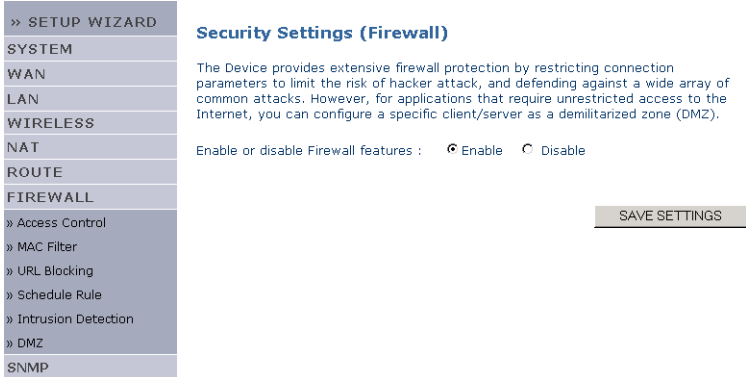 » SETUP WIZARD
SYSTEM
WAN
LAN
WIRELESS
NAT
ROUTE
FIREWALL
» Access Control
» MAC Filter
» URL Blocking
» Schedule Rule
» Intrusion Detection
» DMZ
SNMP
Security Settings (Firewall)
The Device provides extensive firewall protection by restricting connection
parameters to limit the risk of hacker attack, and defending against a wide array of
common attacks. However, for applications that require unrestricted access to the
Internet, you can configure a specific client/server as a demilitarized zone (DMZ).
Enable or disable Firewall features : Enable Disable
SAVE SETTINGS